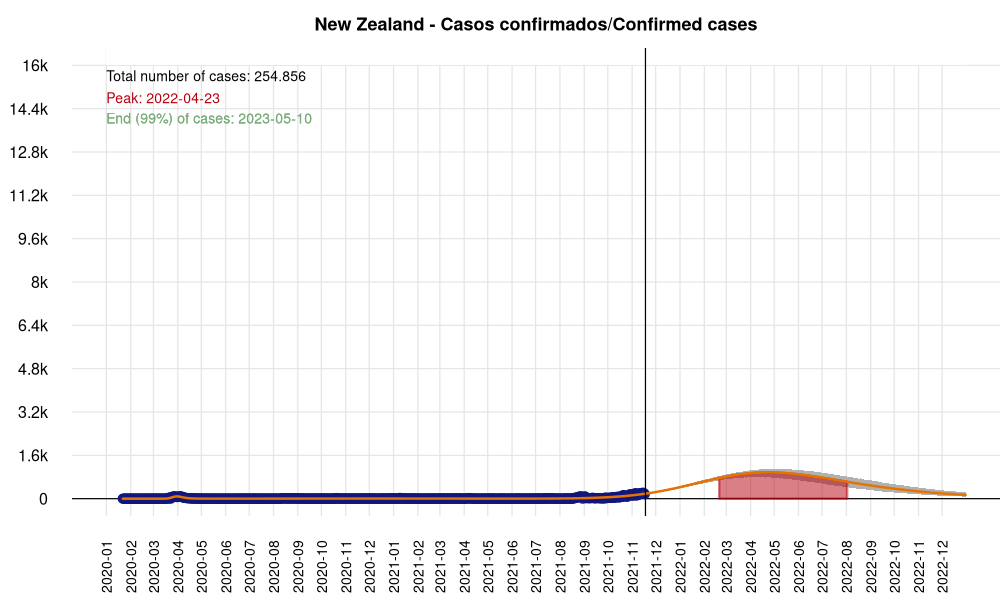 New Zealand - Casos confirmados/Confirmed cases
Total number of cases: 254.856
Peak: 2022-04-23
End (99%) of cases: 2023-05-10
16k
14.4k
12.8k
11.2k
9.6k
8k
6.4k
4.8k
3.2k
1.6k
0
2020-01
2020-02
2020-03
2020-04
2020-05
2020-06
2020-07
2020-08
2020-09
2020-10
2020-11
2020-12
2021-01
2021-02
2021-03
2021-04
2021-05
2021-06
2021-07
2021-08
2021-09
2021-10
2021-11
2021-12
2022-01
2022-02
2022-03
2022-04
2022-05
2022-06
2022-07
2022-08
2022-09
2022-10
2022-11
2022-12